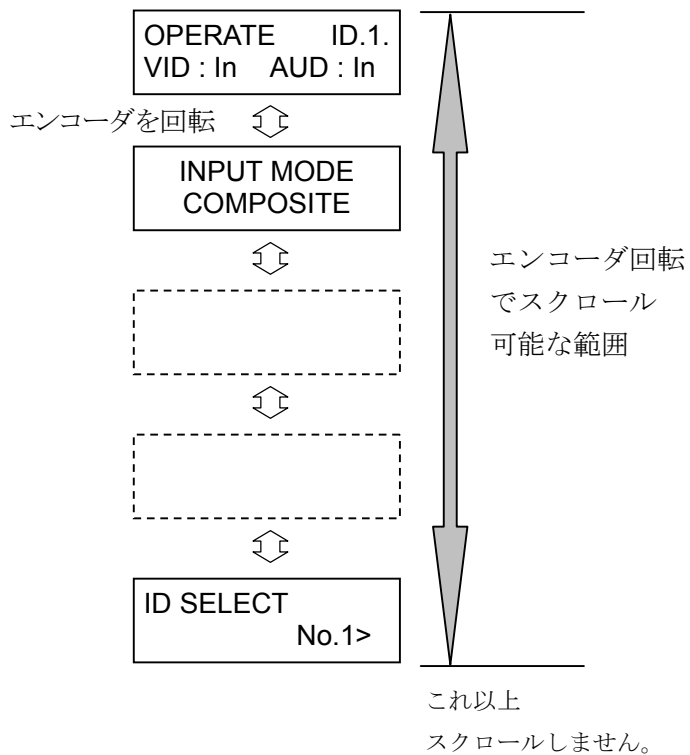 OPERATE ID.1.
VID : In AUD : In
エンコーダを回転
INPUT MODE
COMPOSITE
エンコーダ回転
でスクロール
可能な範囲
ID SELECT
No.1>
これ以上
スクロールしません。